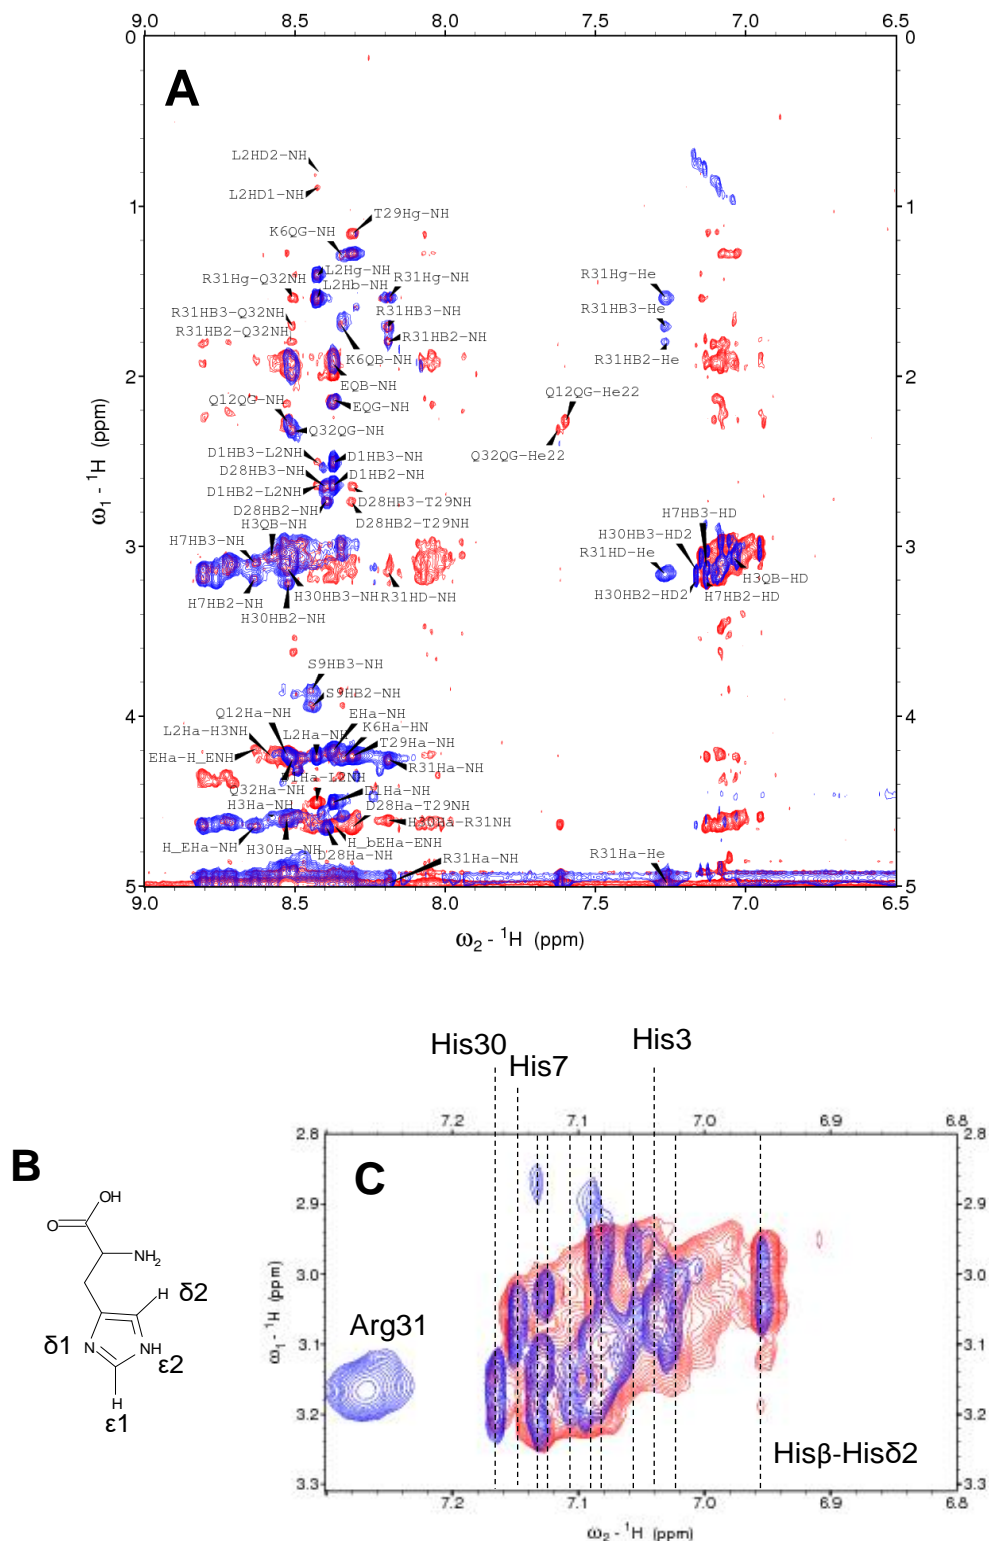 9.0 8.5 8.0 7.5 7.0 6.5
0 0
A
L2HD2-NH
1 1
L2HD1-NH
T29Hg-NH
K6QG-NH
L2Hg-NH
R31Hg-Q32NH
R31Hg-NH
R31Hg-He
L2Hb-NH
R31HB3-Q32NH
R31HB3-NH
R31HB3-He
R31HB2-Q32NH
R31HB2-NH
K6QB-NH
R31HB2-He
2 2
EQB-NH
Q12QG-NH
EQG-NH
Q12QG-He22
Q32QG-NH
D1HB3-L2NH
D1HB3-NH
Q32QG-He22
D28HB3-NH
D1HB2-NH
D1HB2-L2NH
D28HB3-T29NH
D28HB2-NH
D28HB2-T29NH
H3QB-NH
H7HB3-HD
H7HB3-NH
H30HB3-HD2
3 3
R31HD-He
H3QB-HD
H7HB2-NH
H30HB3-NH
R31HD-NH
H30HB2-HD2
H7HB2-HD
H30HB2-NH
S9HB3-NH
S9HB2-NH
4 4
Q12Ha-NH
EHa-NH
L2Ha-H3NH
L2Ha-NH
K6Ha-HN
EHa-H_ENH
T29Ha-NH
R31Ha-NH
D1Ha-L2NH
Q32Ha-NH
D1Ha-NH
H3Ha-NH
D28Ha-T29NH
H30Ha-R31NH
H_EHa-NH
H30Ha-NH
H_bEHa-ENH
D28Ha-NH
R31Ha-NH
R31Ha-He
5 5
9.0 8.5 8.0 7.5 7.0 6.5
ω1 - 1H (ppm)
ω2 - 1H (ppm)
His30
His7
His3
B
OH
O
NH2
H δ2
δ1
N
NH
ε2
H
ε1
C
7.2 7.1 7.0 6.9 6.8
2.8 2.8
2.9 2.9
3.0 3.0
3.1 3.1
3.2 3.2
3.3 3.3
Arg31
Hisβ-Hisδ2
7.2 7.1 7.0 6.9 6.8
ω1 - 1H (ppm)
ω2 - 1H (ppm)